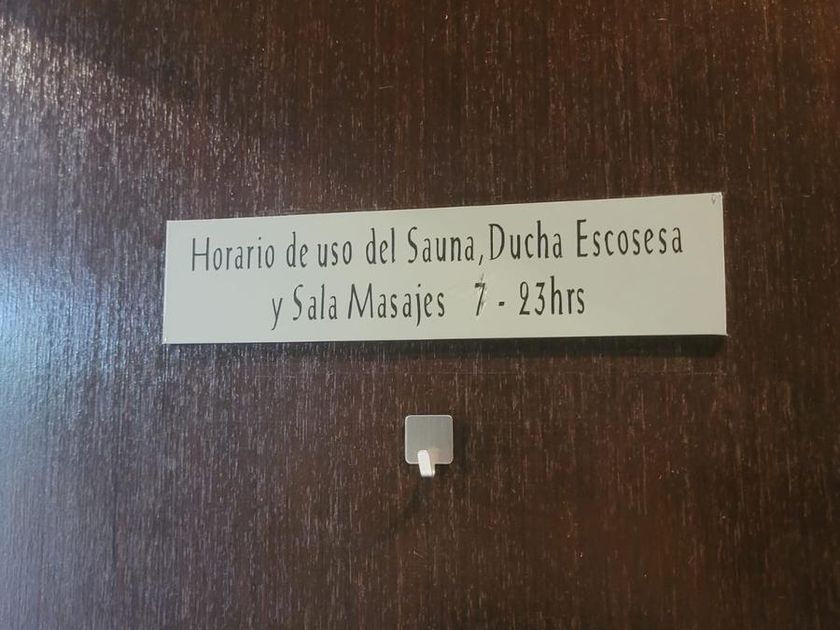 Horario de uso del Sauna, Ducha Escosesa
y Sala Masajes 7 - 23hrs